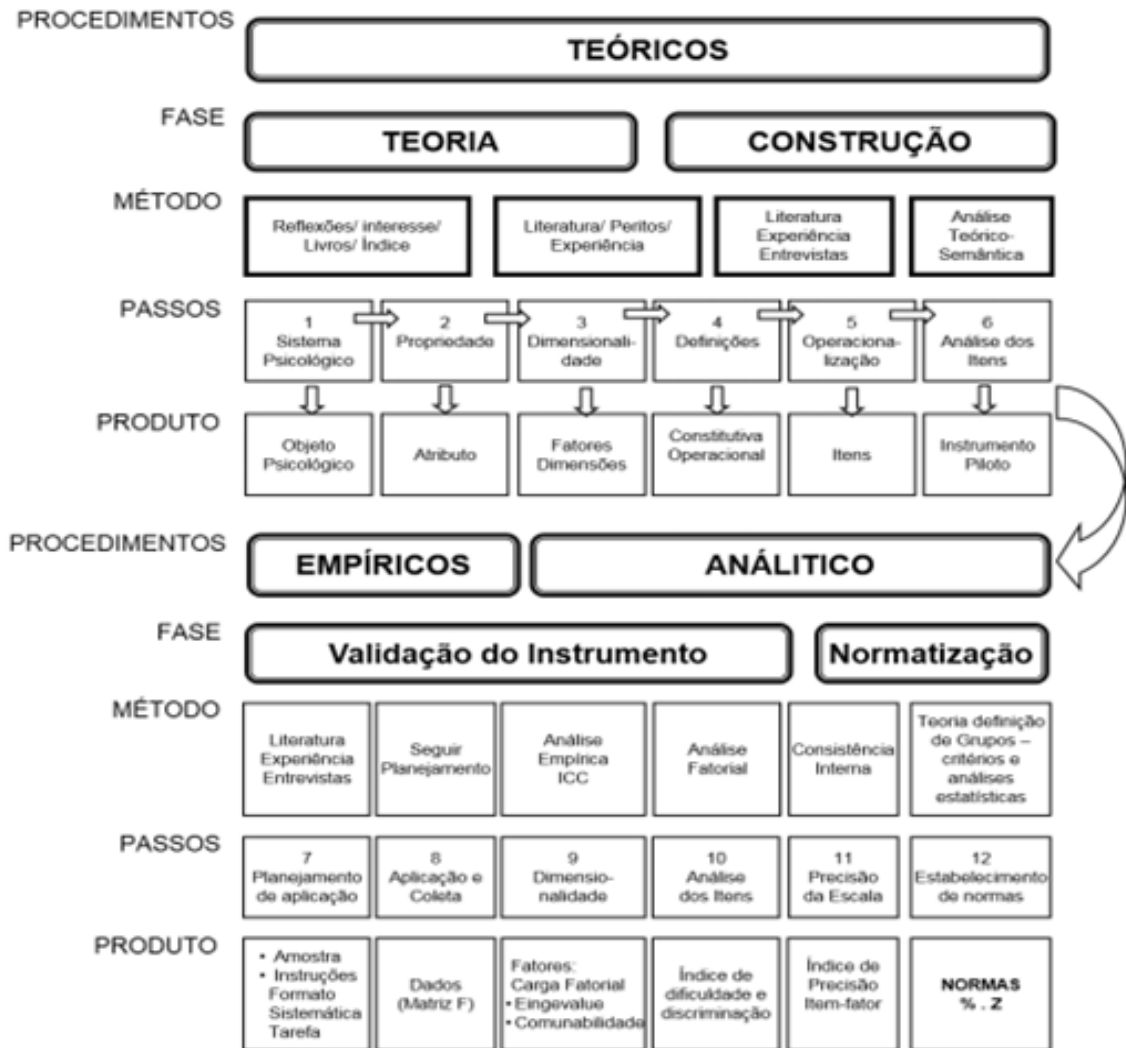 PROCEDIMENTOS
TEÓRICOS
FASE
TEORIA
CONSTRUÇÃO
MÉTODO
Reflexões/ interesse/
Livros/ Índice
Literatura/ Peritos/
Experiência
Literatura
Experiência
Entrevistas
Análise
Teórico-
Semântica
PASSOS
1
Sistema
Psicológico
2
Propriedade
3
Dimensionali-
dade
4
Definições
5
Operaciona-
lização
6
Análise dos
Itens
PRODUTO
Objeto
Psicológico
Atributo
Fatores
Dimensões
Constitutiva
Operacional
Itens
Instrumento
Piloto
PROCEDIMENTOS
EMPÍRICOS
ANÁLITICO
FASE
Validação do Instrumento
Normatização
MÉTODO
Literatura
Experiência
Entrevistas
Seguir
Planejamento
Análise
Empírica
ICC
Análise
Fatorial
Consistência
Interna
Teoria definição
de Grupos –
critérios e
análises
estatísticas
PASSOS
7
Planejamento
de aplicação
8
Aplicação e
Coleta
9
Dimensio-
nalidade
10
Análise
dos Itens
11
Precisão
da Escala
12
Estabelecimento
de normas
PRODUTO
• Amostra
• Instruções
Formato
Sistemática
Tarefa
Dados
(Matriz F)
Fatores:
Carga Fatorial
• Eingevalue
• Comunabilidade
Índice de
dificuldade e
discriminação
Índice de
Precisão
Item-fator
NORMAS
% . Z